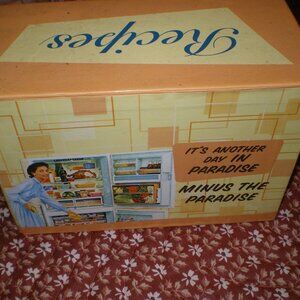 Recipes
IT'S ANOTHER
DAY IN
PARADISE
MINUS THE
PARADISE